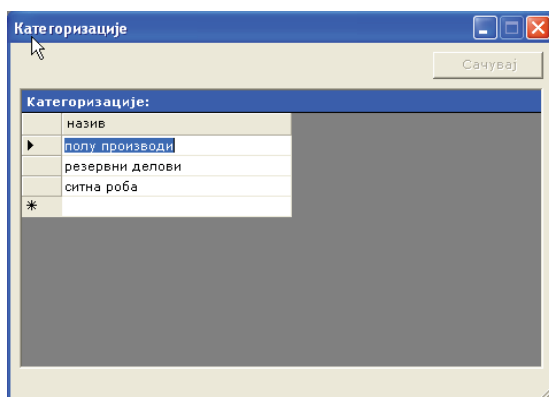 Категоризације
Сачувај
Категоризације:
назив
полу производи
резервни делови
ситна роба